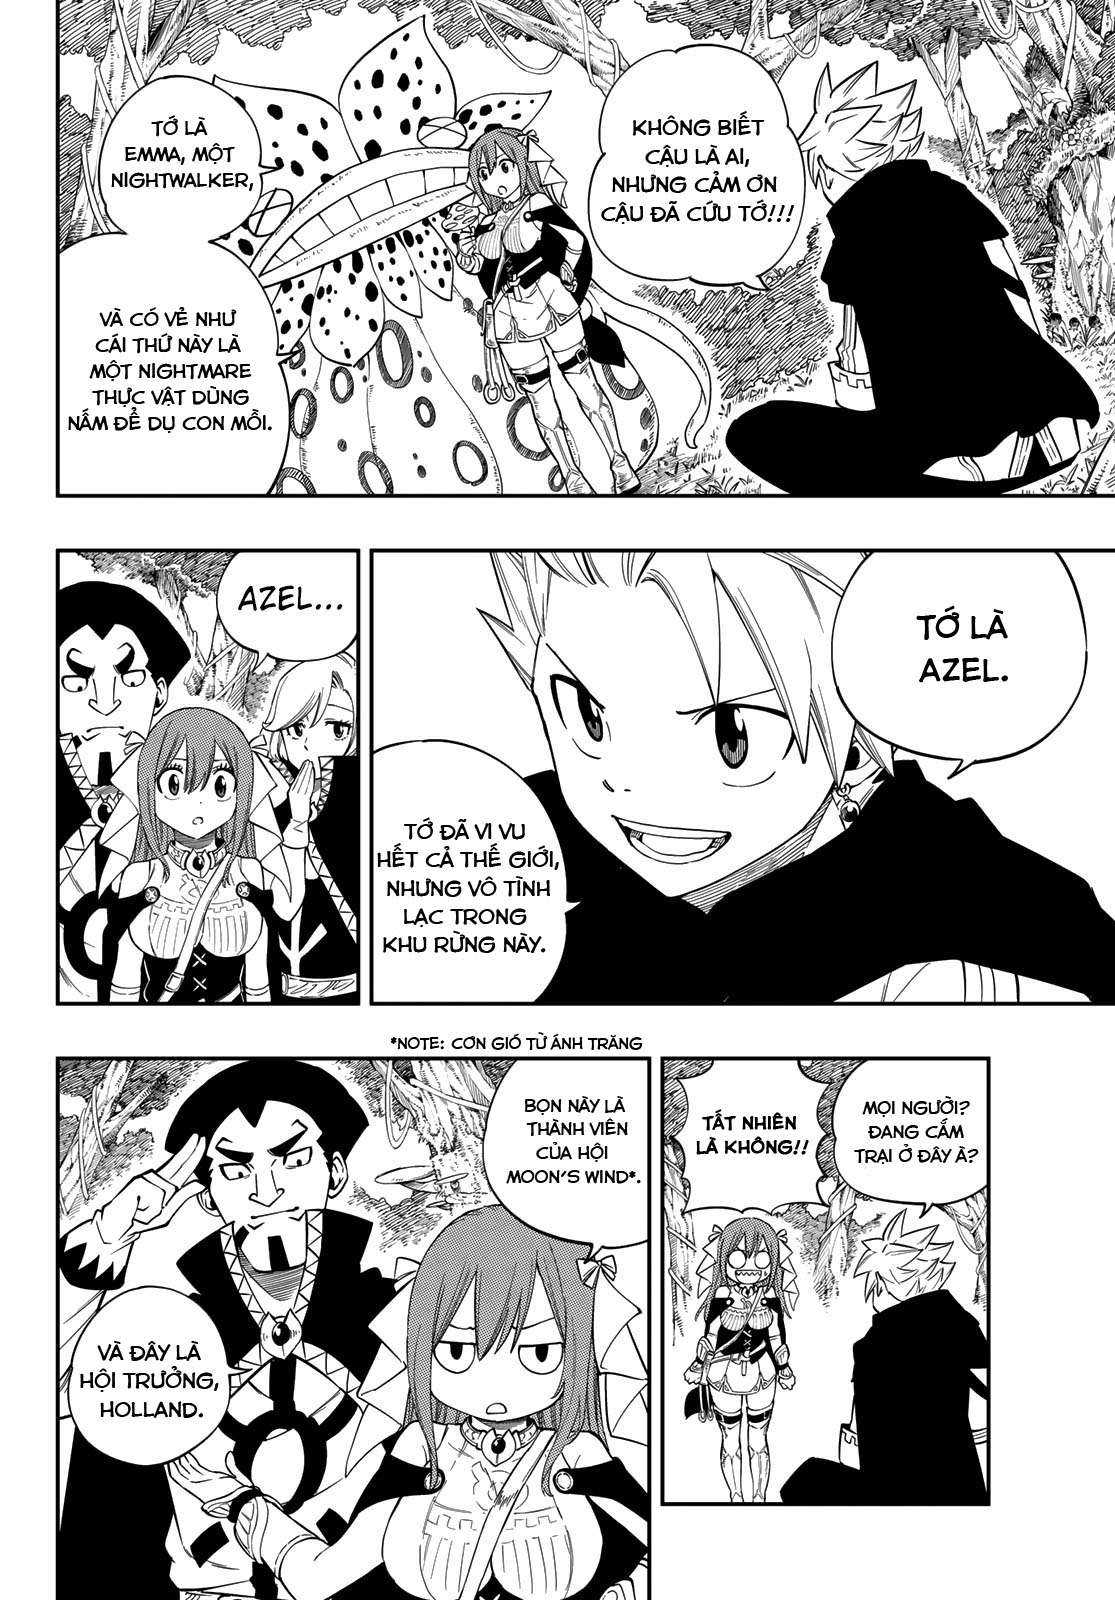 KHÔNG BIẾT
CẬU LÀ AI,
NHƯNG CẢM ƠN
CẬU ĐÃ CỨU TỚ!!!
TỚ LÀ
EMMA, MỘT
NIGHTWALKER,
VÀ CÓ VẺ NHƯ
CÁI THỨ NÀY LÀ
MỘT NIGHTMARE
THỰC VẬT DÙNG
NẤM ĐỂ DỤ CON MỒI.
TỚ LÀ
AZEL.
TỚ ĐÃ VI VU
HẾT CẢ THẾ GIỚI,
NHƯNG VÔ TÌNH
LẠC TRONG
KHU RỪNG NÀY.
AZEL...
MỌI NGƯỜI?
ĐANG CẮM
TRẠI Ở ĐÂY À?
TẤT NHIÊN
LÀ KHÔNG!!
*NOTE: CƠN GIÓ TỪ ÁNH TRĂNG
BỌN NÀY LÀ
THÀNH VIÊN
CỦA HỘI
MOON'S WIND*.
VÀ ĐÂY LÀ
HỘI TRƯỞNG,
HOLLAND.